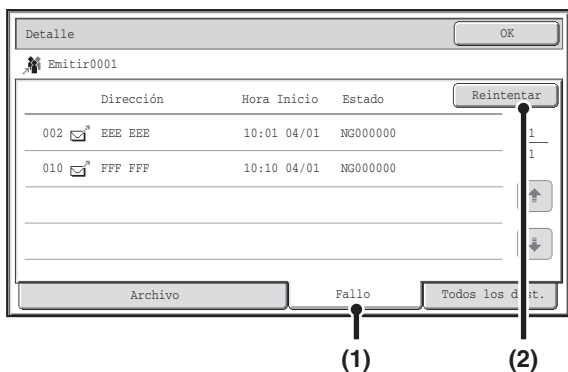 Detalle OK
Emitir0001
Dirección Hora Inicio Estado Reintentar
002 EEE EEE 10:01 04/01 NG000000 1
010 FFF FFF 10:10 04/01 NG000000 1
Archivo Fallo Todos los dest.
(1) (2)